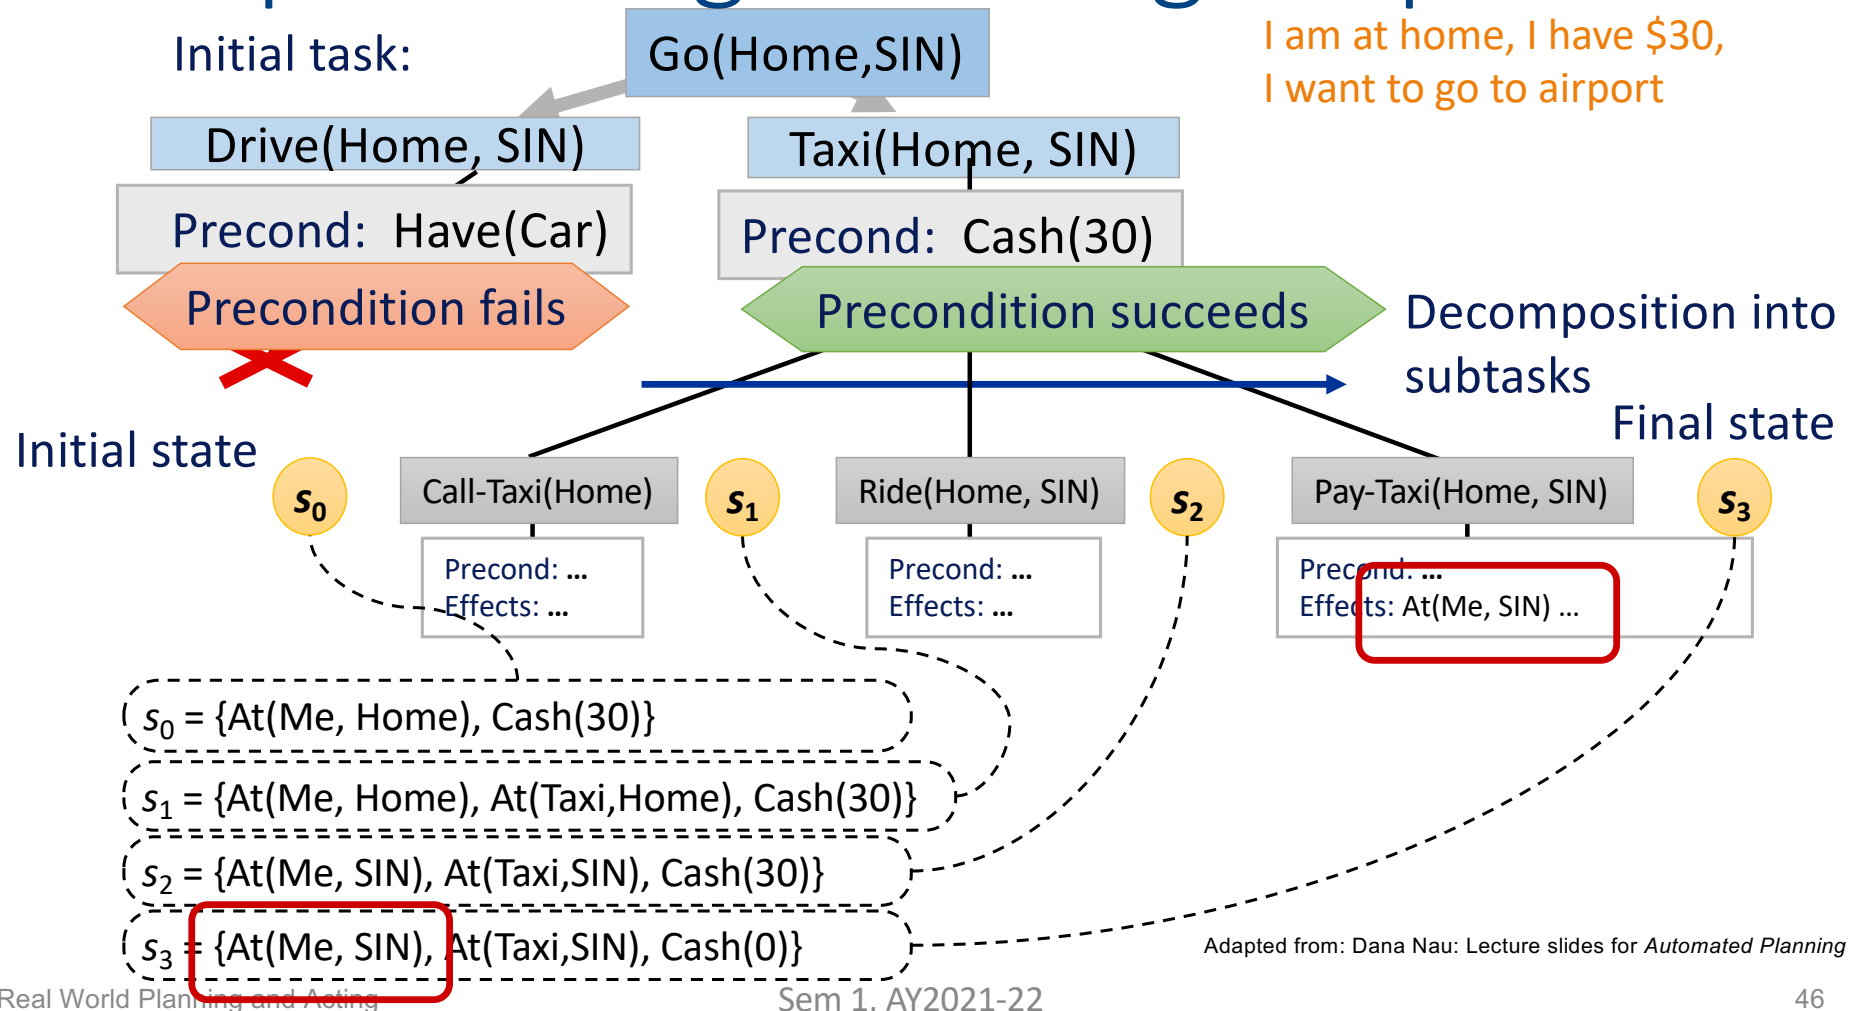 Initial task:
Go(Home,SIN)
I am at home, I have $30,
I want to go to airport
Drive(Home, SIN)
Taxi(Home, SIN)
Precond: Have(Car)
Precond: Cash(30)
Precondition fails
Precondition succeeds
Decomposition into
subtasks
Initial state
Final state
s0
Call-Taxi(Home)
s1
Ride(Home, SIN)
s2
Pay-Taxi(Home, SIN)
s3
Precond: ...
Effects: ...
Precond: ...
Effects: ...
Precond: ...
Effects: At(Me, SIN) ...
s0 = {At(Me, Home), Cash(30)}
s1 = {At(Me, Home), At(Taxi,Home), Cash(30)}
s2 = {At(Me, SIN), At(Taxi,SIN), Cash(30)}
s3 = {At(Me, SIN), At(Taxi,SIN), Cash(0)}
Adapted from: Dana Nau: Lecture slides for Automated Planning
Real World Planning and Acting
Sem 1, AY2021-22
46